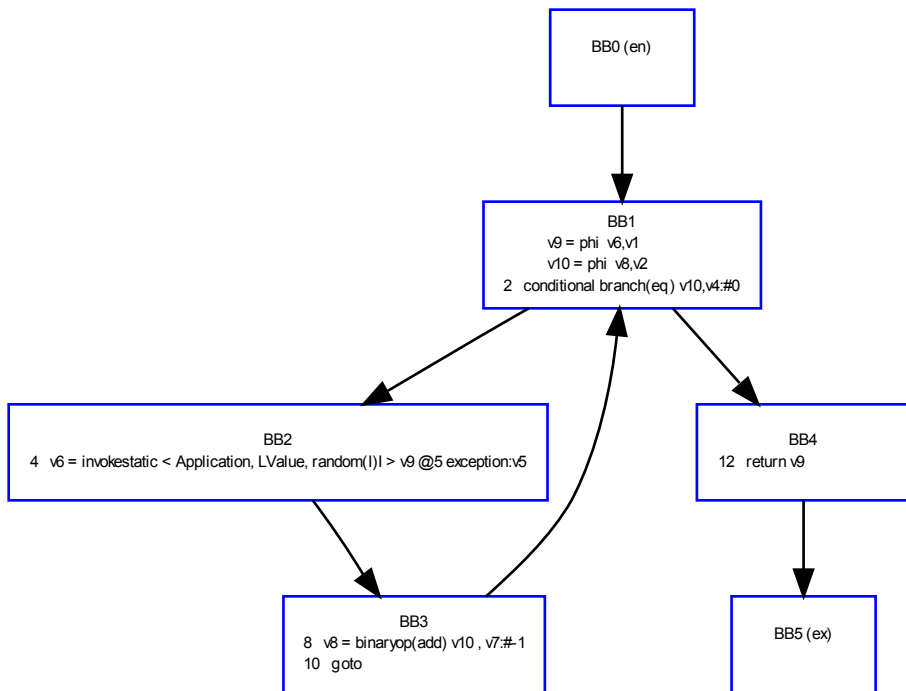 BB0 (en)
BB1
v9 = phi v6,v1
v10 = phi v8,v2
2 conditional branch(eq) v10,v4:#0
BB2
4 v6 = invokestatic < Application, LValue, random(I)I > v9 @5 exception:v5
BB4
12 return v9
BB3
8 v8 = binaryop(add) v10 , v7:#-1
10 goto
BB5 (ex)